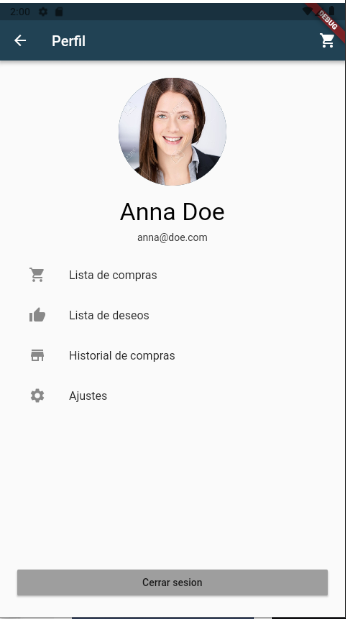 2:00
DEBUG
Perfil
Anna Doe
anna@doe.com
Lista de compras
Lista de deseos
Historial de compras
Ajustes
Cerrar sesion